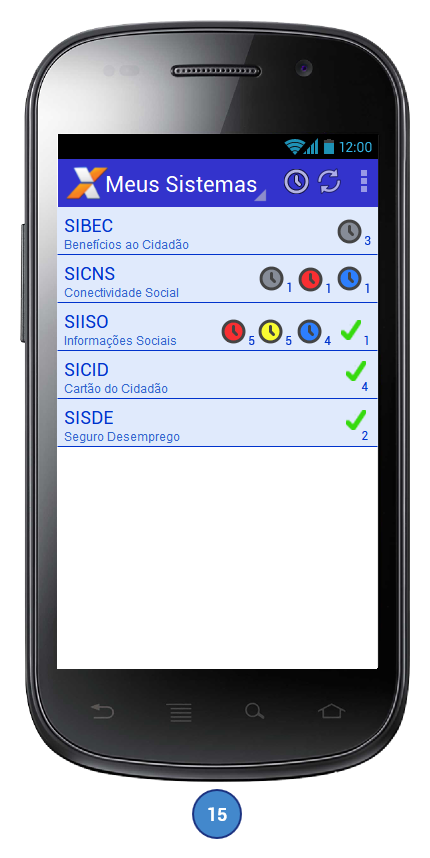 12:00
Meus Sistemas
SIBEC
Benefícios ao Cidadão
3
SICNS
Conectividade Social
1 1 1
SIISO
Informações Sociais
5 5 4 1
SICID
Cartão do Cidadão
4
SISDE
Seguro Desemprego
2
15